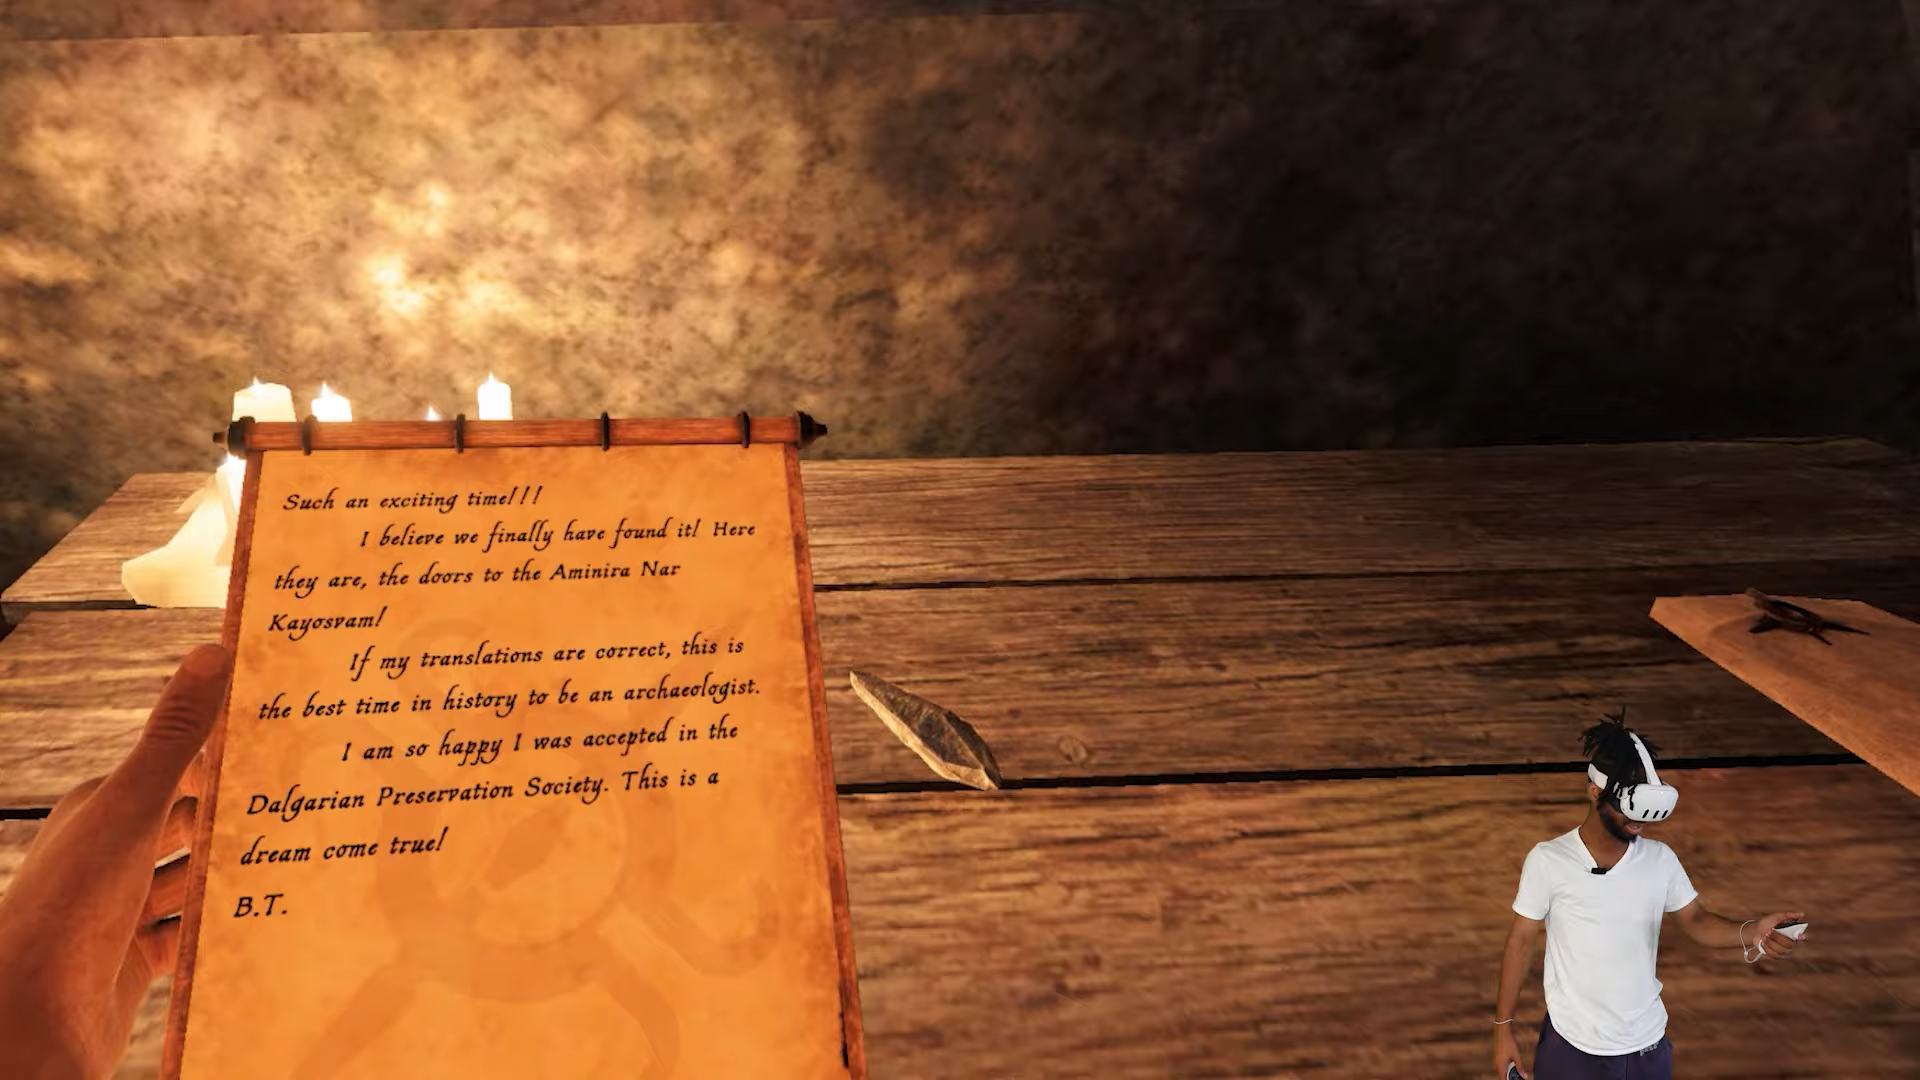 Such an exciting time!!!
I believe we finally have found it! Here
they are, the doors to the Aminira Nar
Kayosvam!
If my translations are correct, this is
the best time in history to be an archaeologist.
I am so happy I was accepted in the
Dalgarian Preservation Society. This is a
dream come true!
B.T.